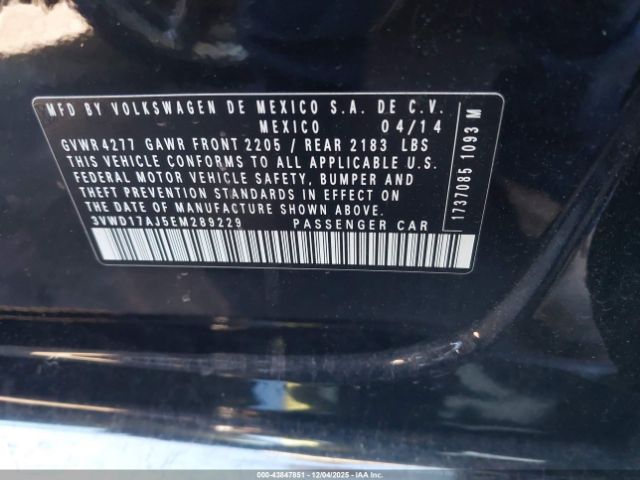 MFD BY VOLKSWAGEN DE MEXICO S.A. DE C.V.
MEXICO 04/14
GVWR 4277 GAWR FRONT 2205 / REAR 2183 LBS
THIS VEHICLE CONFORMS TO ALL APPLICABLE U.S.
FEDERAL MOTOR VEHICLE SAFETY, BUMPER AND
THEFT PREVENTION STANDARDS IN EFFECT ON
THE DATE OF MANUFACTURE SHOWN ABOVE
3VWD17AJ5EM289229 PASSENGER CAR
1737085 1093 M
000-43847851 - 12/04/2025 - IAAI.COM